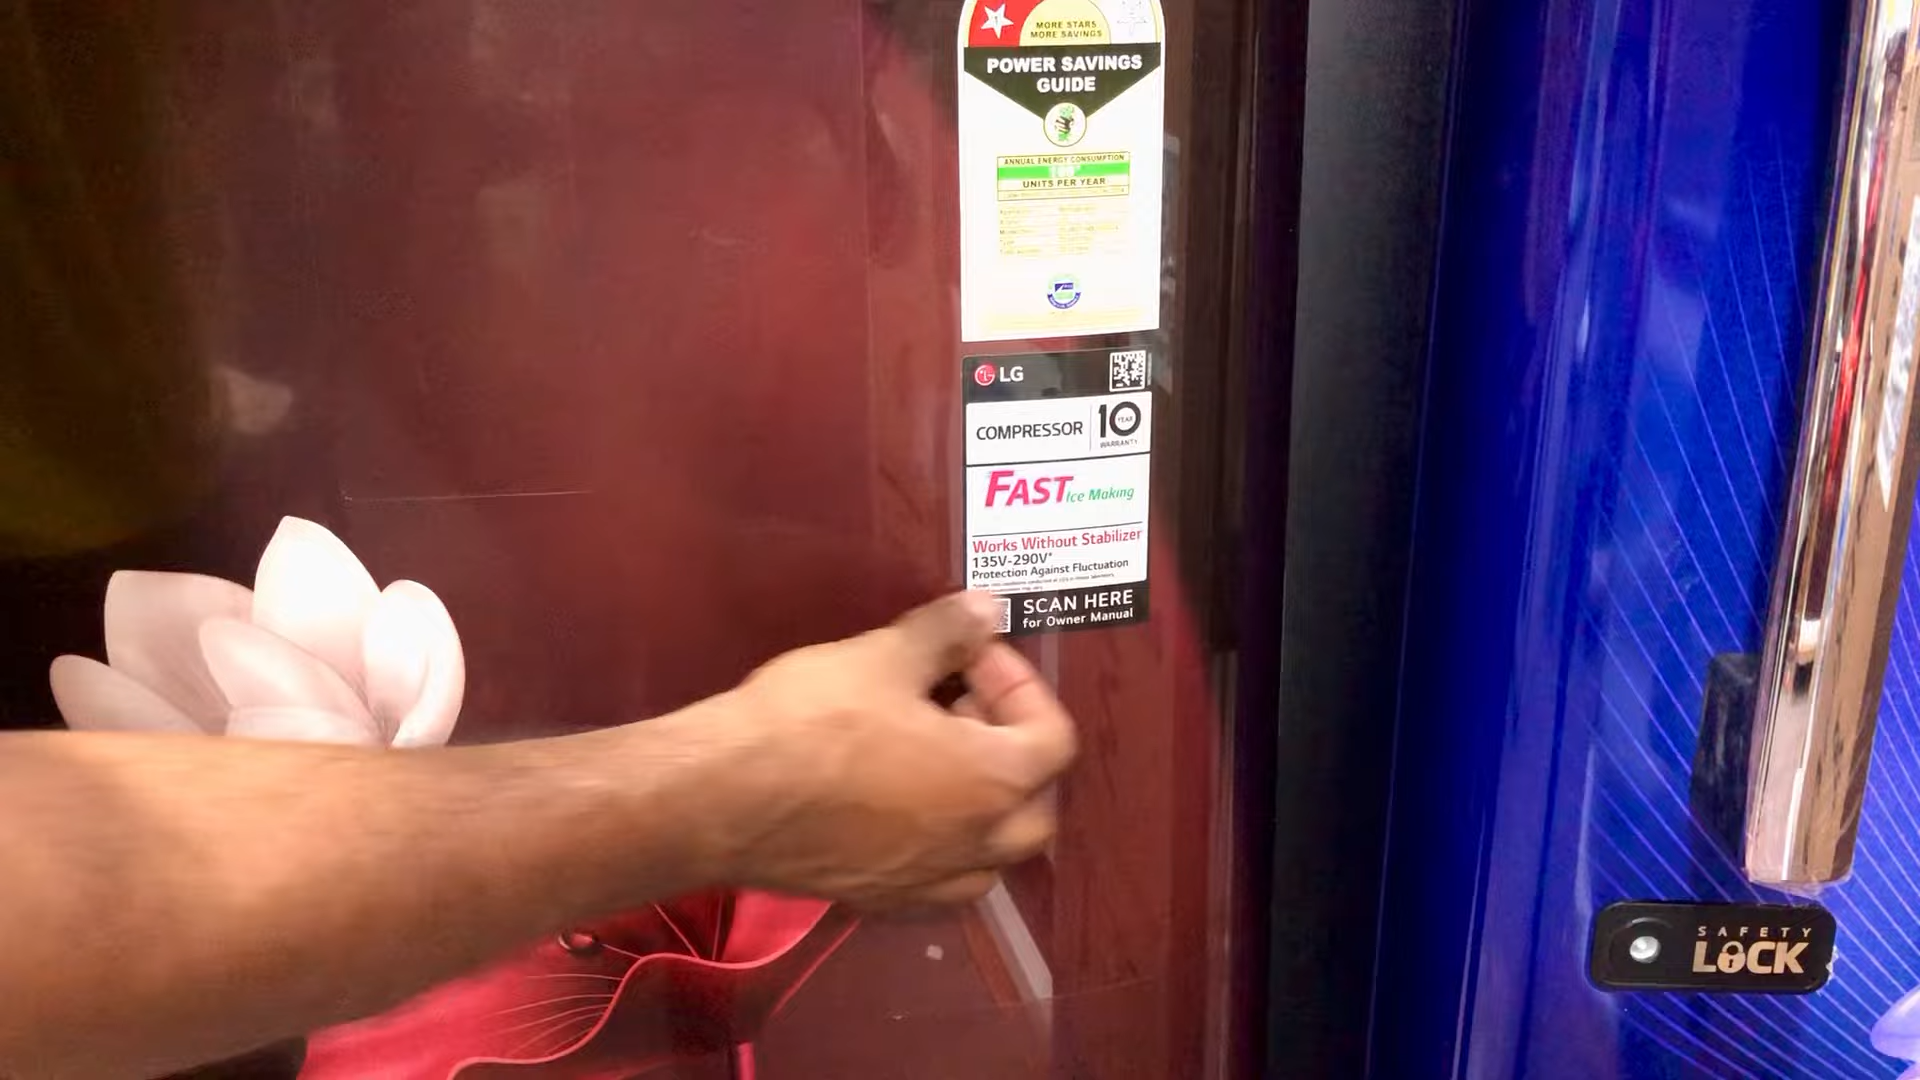 MORE STARS
MORE SAVINGS
POWER SAVINGS
GUIDE
ANNUAL ENERGY CONSUMPTION
UNITS PER YEAR
LG
COMPRESSOR
10
YEAR
WARRANTY
FAST Ice Making
Works Without Stabilizer
135V-290V*
Protection Against Fluctuation
SCAN HERE
for Owner Manual
SAFETY
LOCK